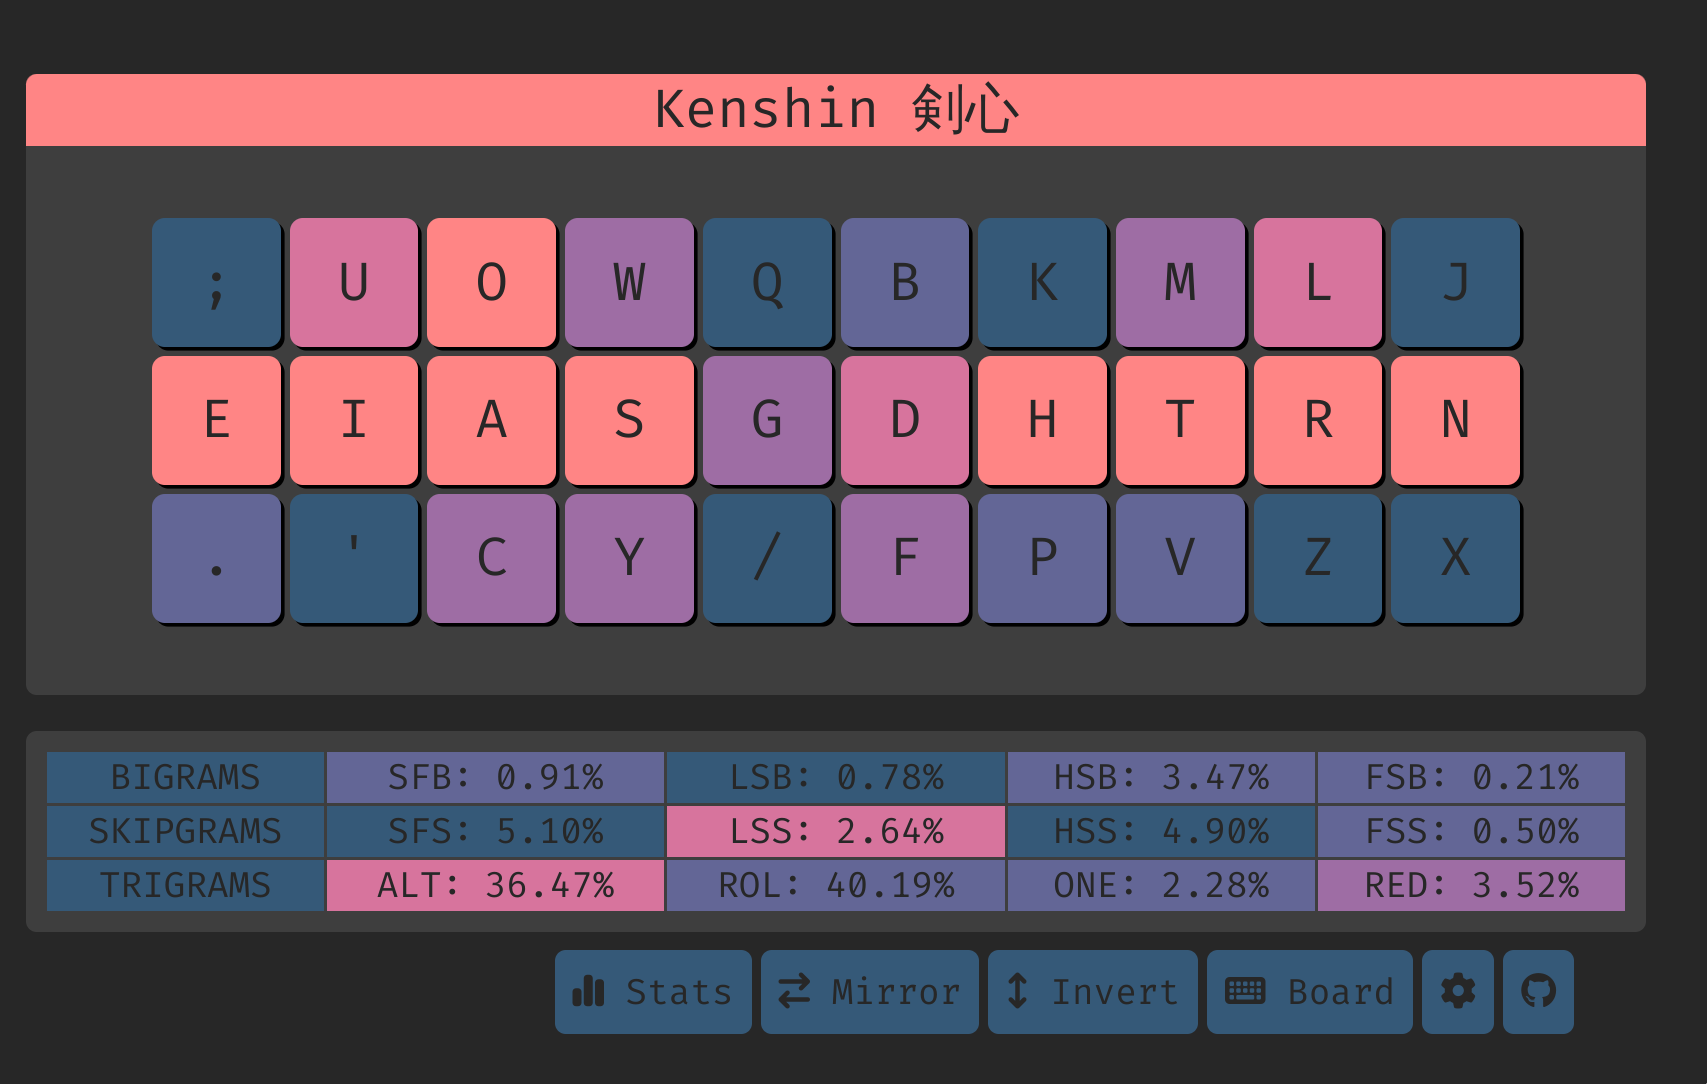 Kenshin 剣心
; U O W Q B K M L J
E I A S G D H T R N
. ' C Y / F P V Z X
BIGRAMS SFB: 0.91% LSB: 0.78% HSB: 3.47% FSB: 0.21%
SKIPGRAMS SFS: 5.10% LSS: 2.64% HSS: 4.90% FSS: 0.50%
TRIGRAMS ALT: 36.47% ROL: 40.19% ONE: 2.28% RED: 3.52%
Stats Mirror Invert Board